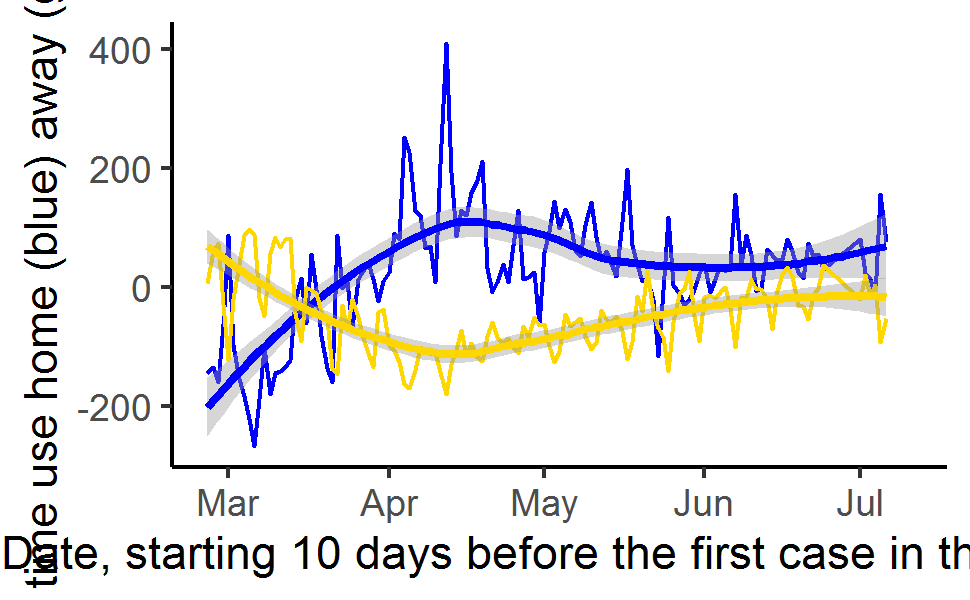 time use home (blue) away (
400
200
0
-200
Mar Apr May Jun Jul
Date, starting 10 days before the first case in th